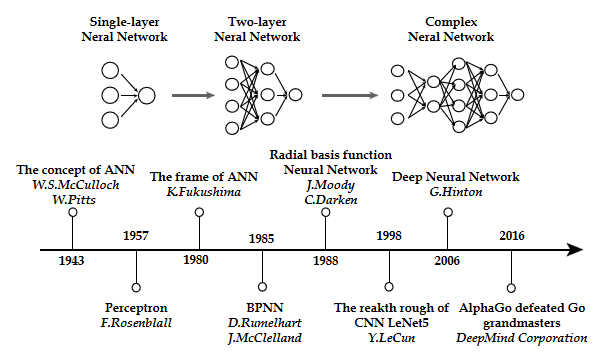 Single-layer
Neral Network
Two-layer
Neral Network
Complex
Neral Network
The concept of ANN
W.S.McCulloch
W.Pitts
The frame of ANN
K.Fukushima
Radial basis function
Neural Network
J.Moody
C.Darken
Deep Neural Network
G.Hinton
1943
1957
1980
1985
1988
1998
2006
2016
Perceptron
F.Rosenblall
BPNN
D.Rumelhart
J.McClelland
The reakth rough of
CNN LeNet5
Y.LeCun
AlphaGo defeated Go
grandmasters
DeepMind Corporation